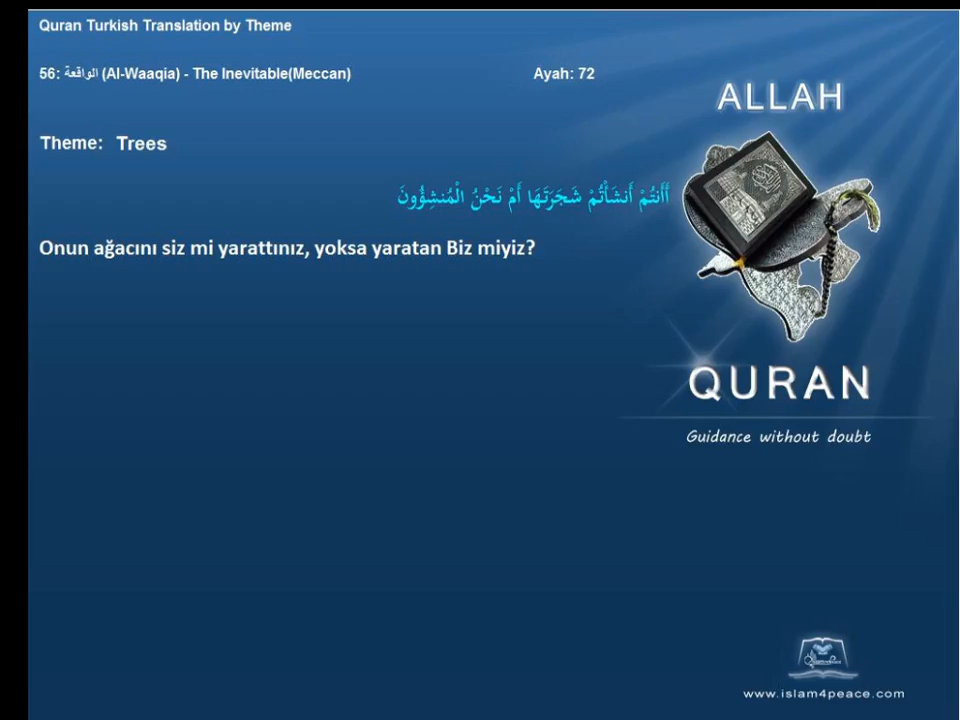 Quran Turkish Translation by Theme
56: الواقعة (Al-Waaqia) - The Inevitable(Meccan) Ayah: 72
ALLAH
Theme: Trees
أَأَنتُمْ أَنشَأْتُمْ شَجَرَتَهَا أَمْ نَحْنُ الْمُنشِؤُونَ
Onun ağacını siz mi yarattınız, yoksa yaratan Biz miyiz?
QURAN
Guidance without doubt
www.islam4peace.com